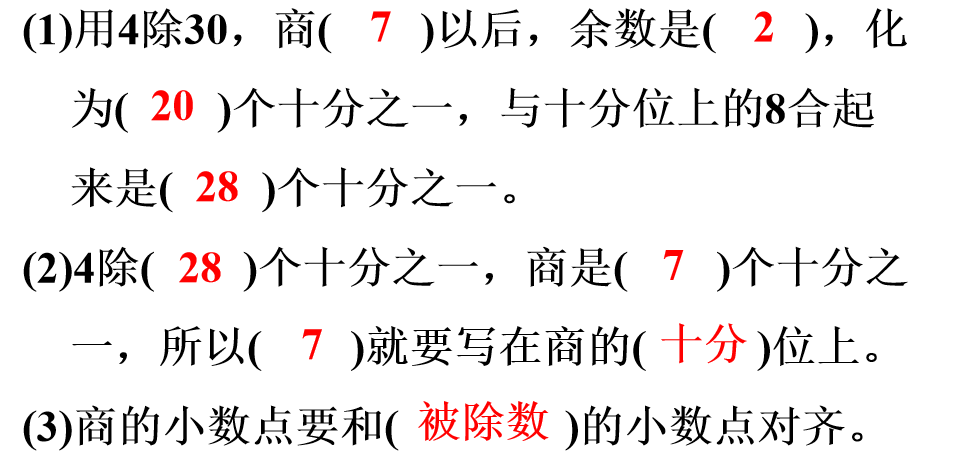 (1)用4除30，商( 7 )以后，余数是( 2 )，化
为( 20 )个十分之一，与十分位上的8合起
来是( 28 )个十分之一。
(2)4除( 28 )个十分之一，商是( 7 )个十分之
一，所以( 7 )就要写在商的( 十分 )位上。
(3)商的小数点要和( 被除数 )的小数点对齐。